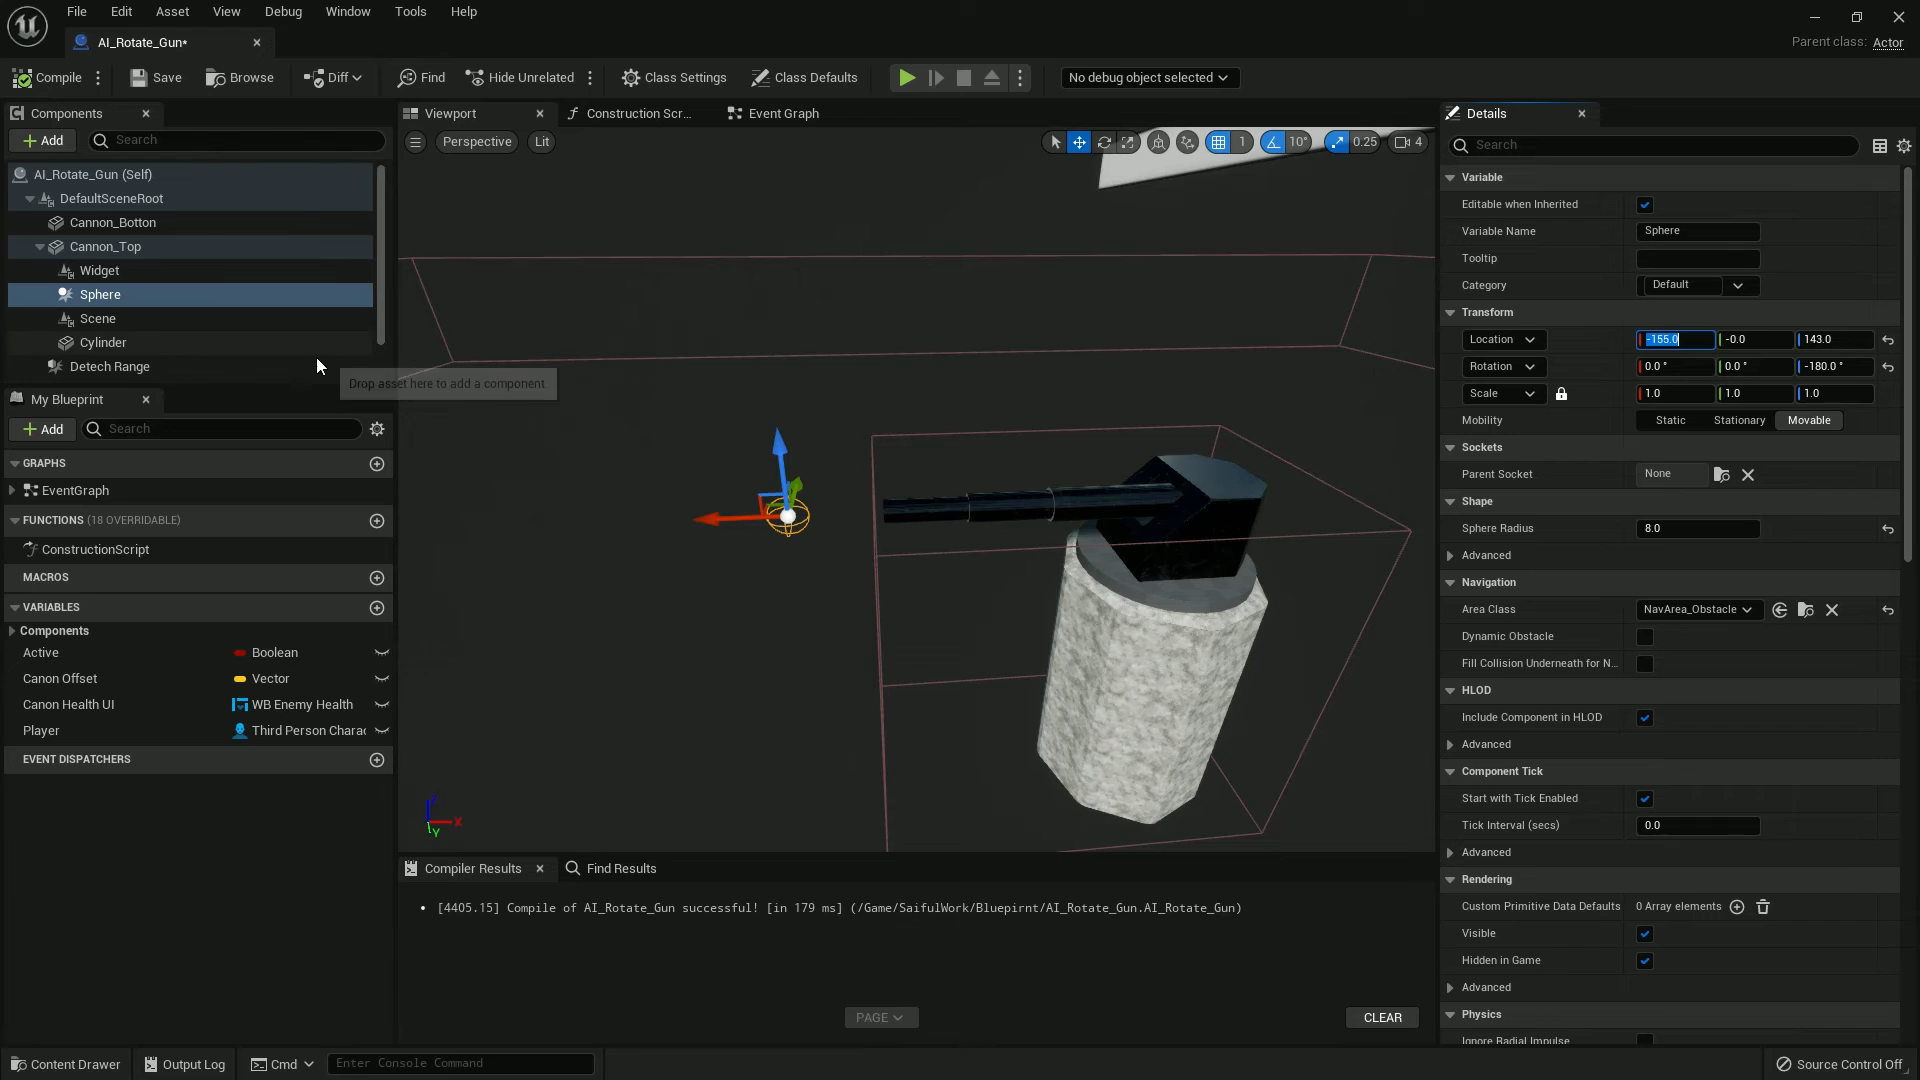 File Edit Asset View Debug Window Tools Help
AI_Rotate_Gun*
Parent class: Actor
Compile Save Browse Diff Find Hide Unrelated Class Settings Class Defaults No debug object selected
Components
Add Search
AI_Rotate_Gun (Self)
DefaultSceneRoot
Cannon_Botton
Cannon_Top
Widget
Sphere
Scene
Cylinder
Detech Range
Drop asset here to add a component
My Blueprint
Add Search
GRAPHS
EventGraph
FUNCTIONS (18 OVERRIDABLE)
ConstructionScript
MACROS
VARIABLES
Components
Active Boolean
Canon Offset Vector
Canon Health UI WB Enemy Health
Player Third Person Charac
EVENT DISPATCHERS
Viewport Construction Scr... Event Graph
Perspective Lit 1 10° 0.25 4
Z X Y
Compiler Results Find Results
• [4405.15] Compile of AI_Rotate_Gun successful! [in 179 ms] (/Game/SaifulWork/Bluepirnt/AI_Rotate_Gun.AI_Rotate_Gun)
PAGE CLEAR
Details
Search
Variable
Editable when Inherited
Variable Name Sphere
Tooltip
Category Default
Transform
Location -155.0 -0.0 143.0
Rotation 0.0 ° 0.0 ° -180.0 °
Scale 1.0 1.0 1.0
Mobility Static Stationary Movable
Sockets
Parent Socket None
Shape
Sphere Radius 8.0
Advanced
Navigation
Area Class NavArea_Obstacle
Dynamic Obstacle
Fill Collision Underneath for N...
HLOD
Include Component in HLOD
Advanced
Component Tick
Start with Tick Enabled
Tick Interval (secs) 0.0
Advanced
Rendering
Custom Primitive Data Defaults 0 Array elements
Visible
Hidden in Game
Advanced
Physics
Ignore Radial Impulse
Content Drawer Output Log Cmd Enter Console Command Source Control Off